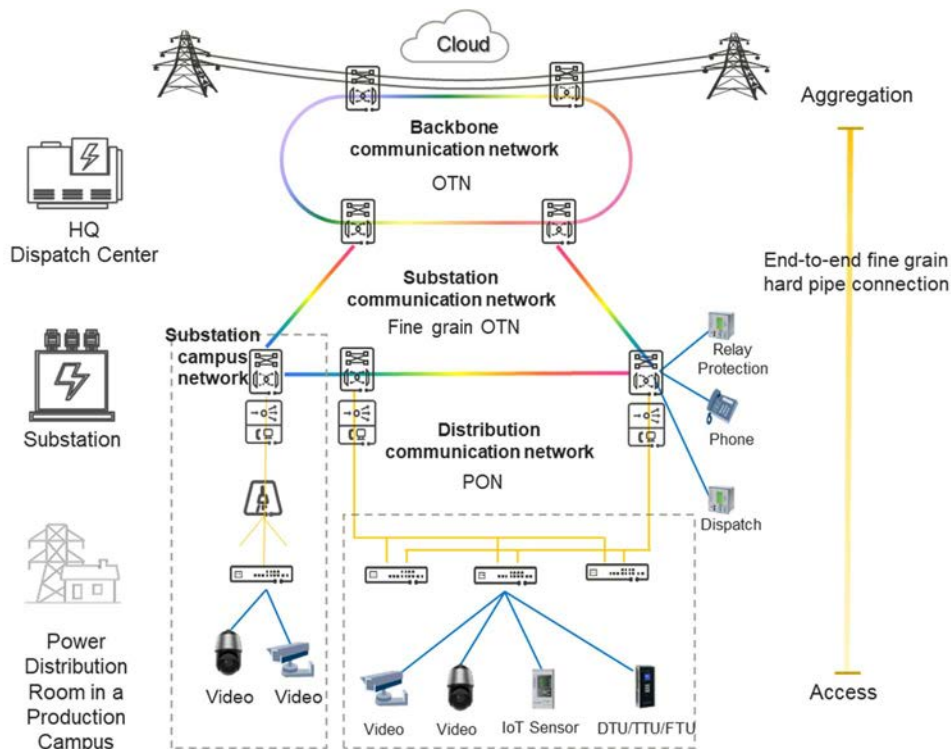 Cloud
Aggregation
Backbone
communication network
OTN
HQ
Dispatch Center
End-to-end fine grain
hard pipe connection
Substation
communication network
Fine grain OTN
Substation
campus
network
Relay
Protection
Substation
Phone
Distribution
communication network
PON
Dispatch
Power
Distribution
Room in a
Production
Campus
Video
Video
Video
Video
IoT Sensor
DTU/TTU/FTU
Access